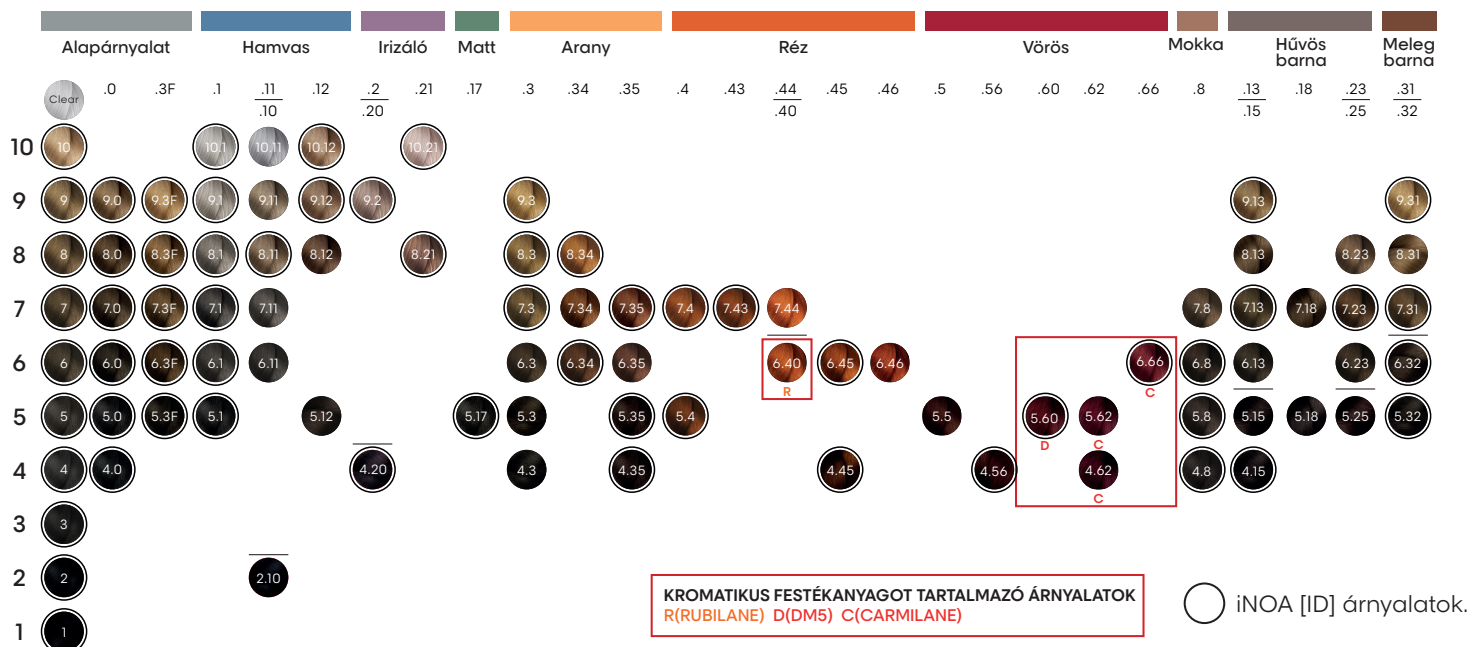 Alapárnyalat Hamvas Irizáló Matt Arany Réz Vörös Mokka Hűvös barna Meleg barna
Clear .0 .3F .1 .11 .12 .2 .21 .17 .3 .34 .35 .4 .43 .44 .45 .46 .5 .56 .60 .62 .66 .8 .13 .18 .23 .31
.10 .20 .40 .15 .25 .32
10 10 10.1 10.11 10.12 10.21
9 9 9.0 9.3F 9.1 9.11 9.12 9.2 9.3 9.13 9.31
8 8 8.0 8.3F 8.1 8.11 8.12 8.21 8.3 8.34 8.13 8.23 8.31
7 7 7.0 7.3F 7.1 7.11 7.3 7.34 7.35 7.4 7.43 7.44 7.8 7.13 7.18 7.23 7.31
6 6 6.0 6.3F 6.1 6.11 6.3 6.34 6.35 6.40 6.45 6.46 6.66 6.8 6.13 6.23 6.32
R C
5 5 5.0 5.3F 5.1 5.12 5.17 5.3 5.35 5.4 5.5 5.60 5.62 5.8 5.15 5.18 5.25 5.32
D C
4 4 4.0 4.20 4.3 4.35 4.45 4.56 4.62 4.8 4.15
C
3 3
2 2 2.10
1 1
KROMATIKUS FESTÉKANYAGOT TARTALMAZÓ ÁRNYALATOK
R(RUBILANE) D(DM5) C(CARMILANE)
iNOA [ID] árnyalatok.